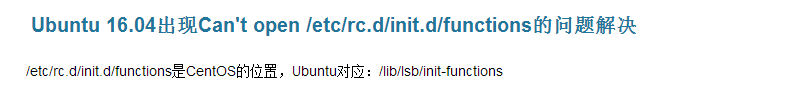 Ubuntu 16.04出现Can't open /etc/rc.d/init.d/functions的问题解决
/etc/rc.d/init.d/functions是CentOS的位置，Ubuntu对应：/lib/lsb/init-functions